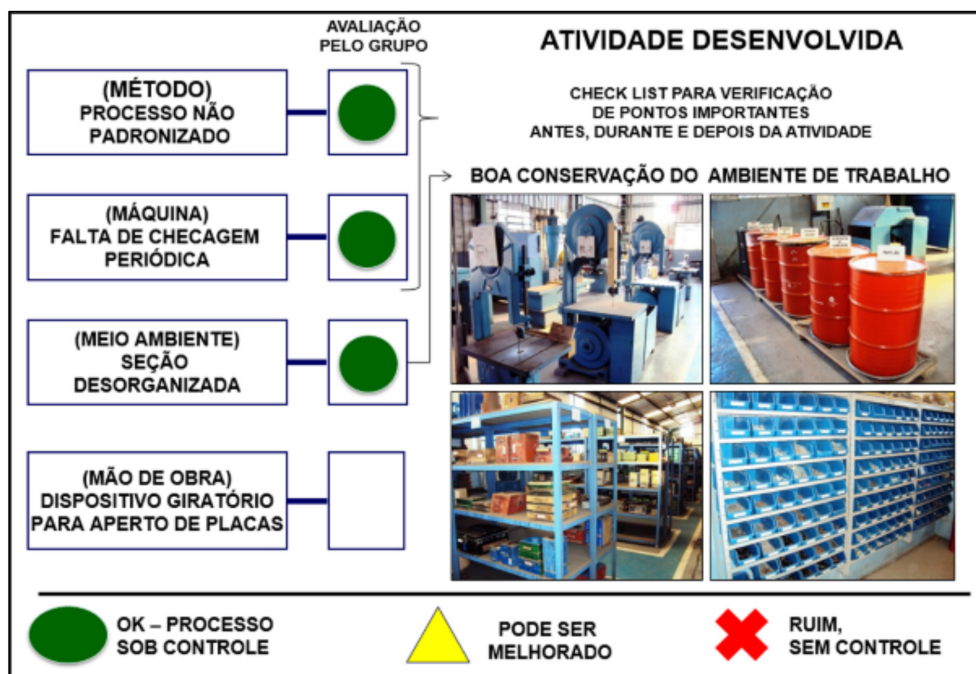 AVALIAÇÃO
PELO GRUPO
ATIVIDADE DESENVOLVIDA
(MÉTODO)
PROCESSO NÃO
PADRONIZADO
CHECK LIST PARA VERIFICAÇÃO
DE PONTOS IMPORTANTES
ANTES, DURANTE E DEPOIS DA ATIVIDADE
BOA CONSERVAÇÃO DO AMBIENTE DE TRABALHO
(MÁQUINA)
FALTA DE CHECAGEM
PERIÓDICA
(MEIO AMBIENTE)
SEÇÃO
DESORGANIZADA
(MÃO DE OBRA)
DISPOSITIVO GIRATÓRIO
PARA APERTO DE PLACAS
OK – PROCESSO
SOB CONTROLE
PODE SER
MELHORADO
RUIM,
SEM CONTROLE